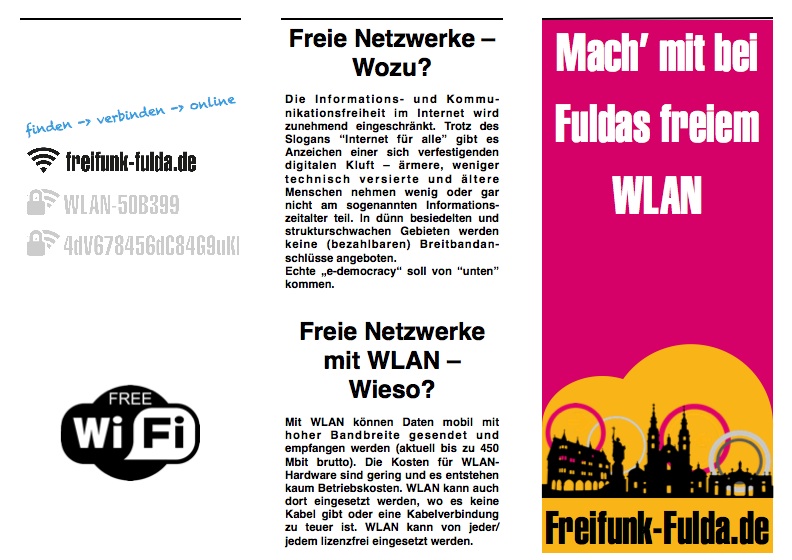 finden -> verbinden -> online
freifunk-fulda.de
WLAN-50B399
4dV678456dC84G9uKl
FREE
Wi Fi
Freie Netzwerke –
Wozu?
Die Informations- und Kommu-
nikationsfreiheit im Internet wird
zunehmend eingeschränkt. Trotz des
Slogans “Internet für alle” gibt es
Anzeichen einer sich verfestigenden
digitalen Kluft – ärmere, weniger
technisch versierte und ältere
Menschen nehmen wenig oder gar
nicht am sogenannten Informations-
zeitalter teil. In dünn besiedelten und
strukturschwachen Gebieten werden
keine (bezahlbaren) Breitbandan-
schlüsse angeboten.
Echte „e-democracy“ soll von “unten”
kommen.
Freie Netzwerke
mit WLAN –
Wieso?
Mit WLAN können Daten mobil mit
hoher Bandbreite gesendet und
empfangen werden (aktuell bis zu 450
Mbit brutto). Die Kosten für WLAN-
Hardware sind gering und es entstehen
kaum Betriebskosten. WLAN kann auch
dort eingesetzt werden, wo es keine
Kabel gibt oder eine Kabelverbindung
zu teuer ist. WLAN kann von jeder/
jedem lizenzfrei eingesetzt werden.
Mach’ mit bei
Fuldas freiem
WLAN
Freifunk-Fulda.de